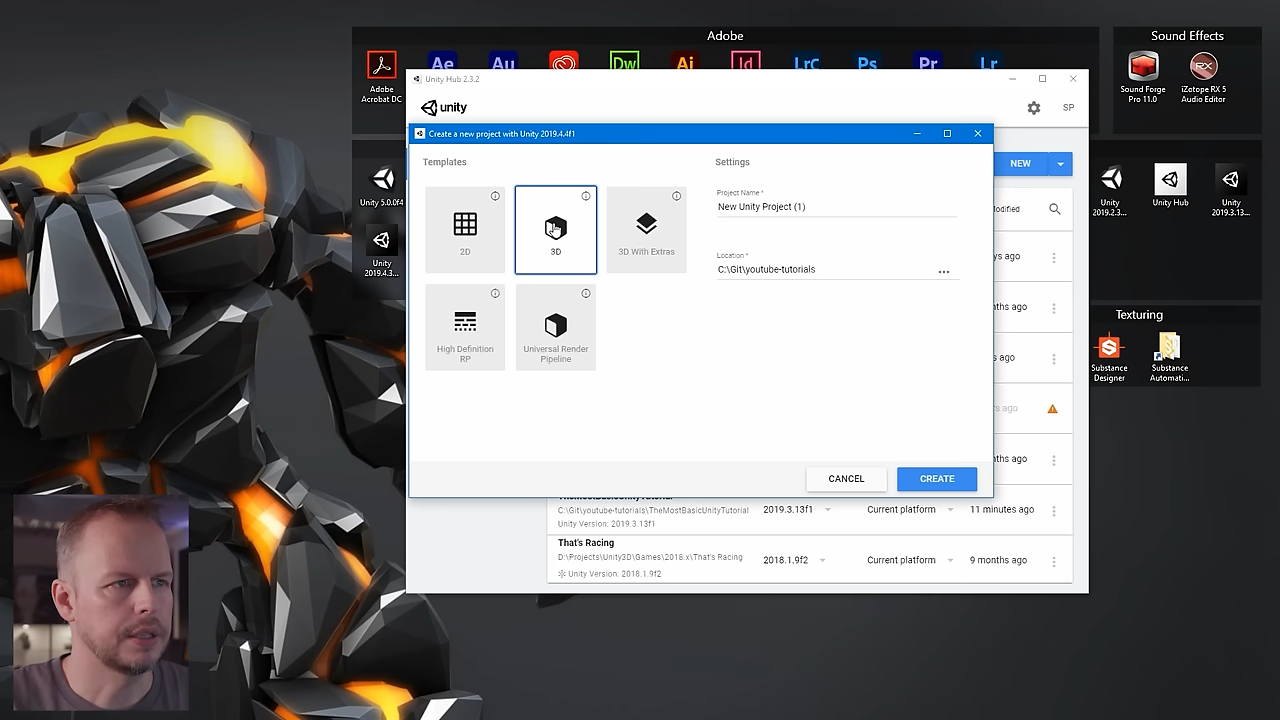 Adobe
Sound Effects
Ae
Au
Dw
Ai
Id
LrC
Ps
Pr
Lr
Adobe
Acrobat DC
Sound Forge
Pro 11.0
iZotope RX 5
Audio Editor
Unity Hub 2.3.2
unity
SP
Create a new project with Unity 2019.4.4f1
Templates
Settings
NEW
2D
3D
3D With Extras
High Definition
RP
Universal Render
Pipeline
Project Name *
New Unity Project (1)
Location *
C:\Git\youtube-tutorials
...
CANCEL
CREATE
Unity 5.0.0f4
Unity
2019.4.3...
Unity
2019.2.3...
Unity Hub
Unity
2019.3.13...
Texturing
Substance
Designer
Substance
Automati...
ago
ago
ago
ago
ago
TheMostBasicUnityTutorial
C:\Git\youtube-tutorials\TheMostBasicUnityTutorial
Unity Version: 2019.3.13f1
2019.3.13f1
Current platform
11 minutes ago
That's Racing
D:\Projects\Unity3D\Games\2018.x\That's Racing
Unity Version: 2018.1.9f2
2018.1.9f2
Current platform
9 months ago